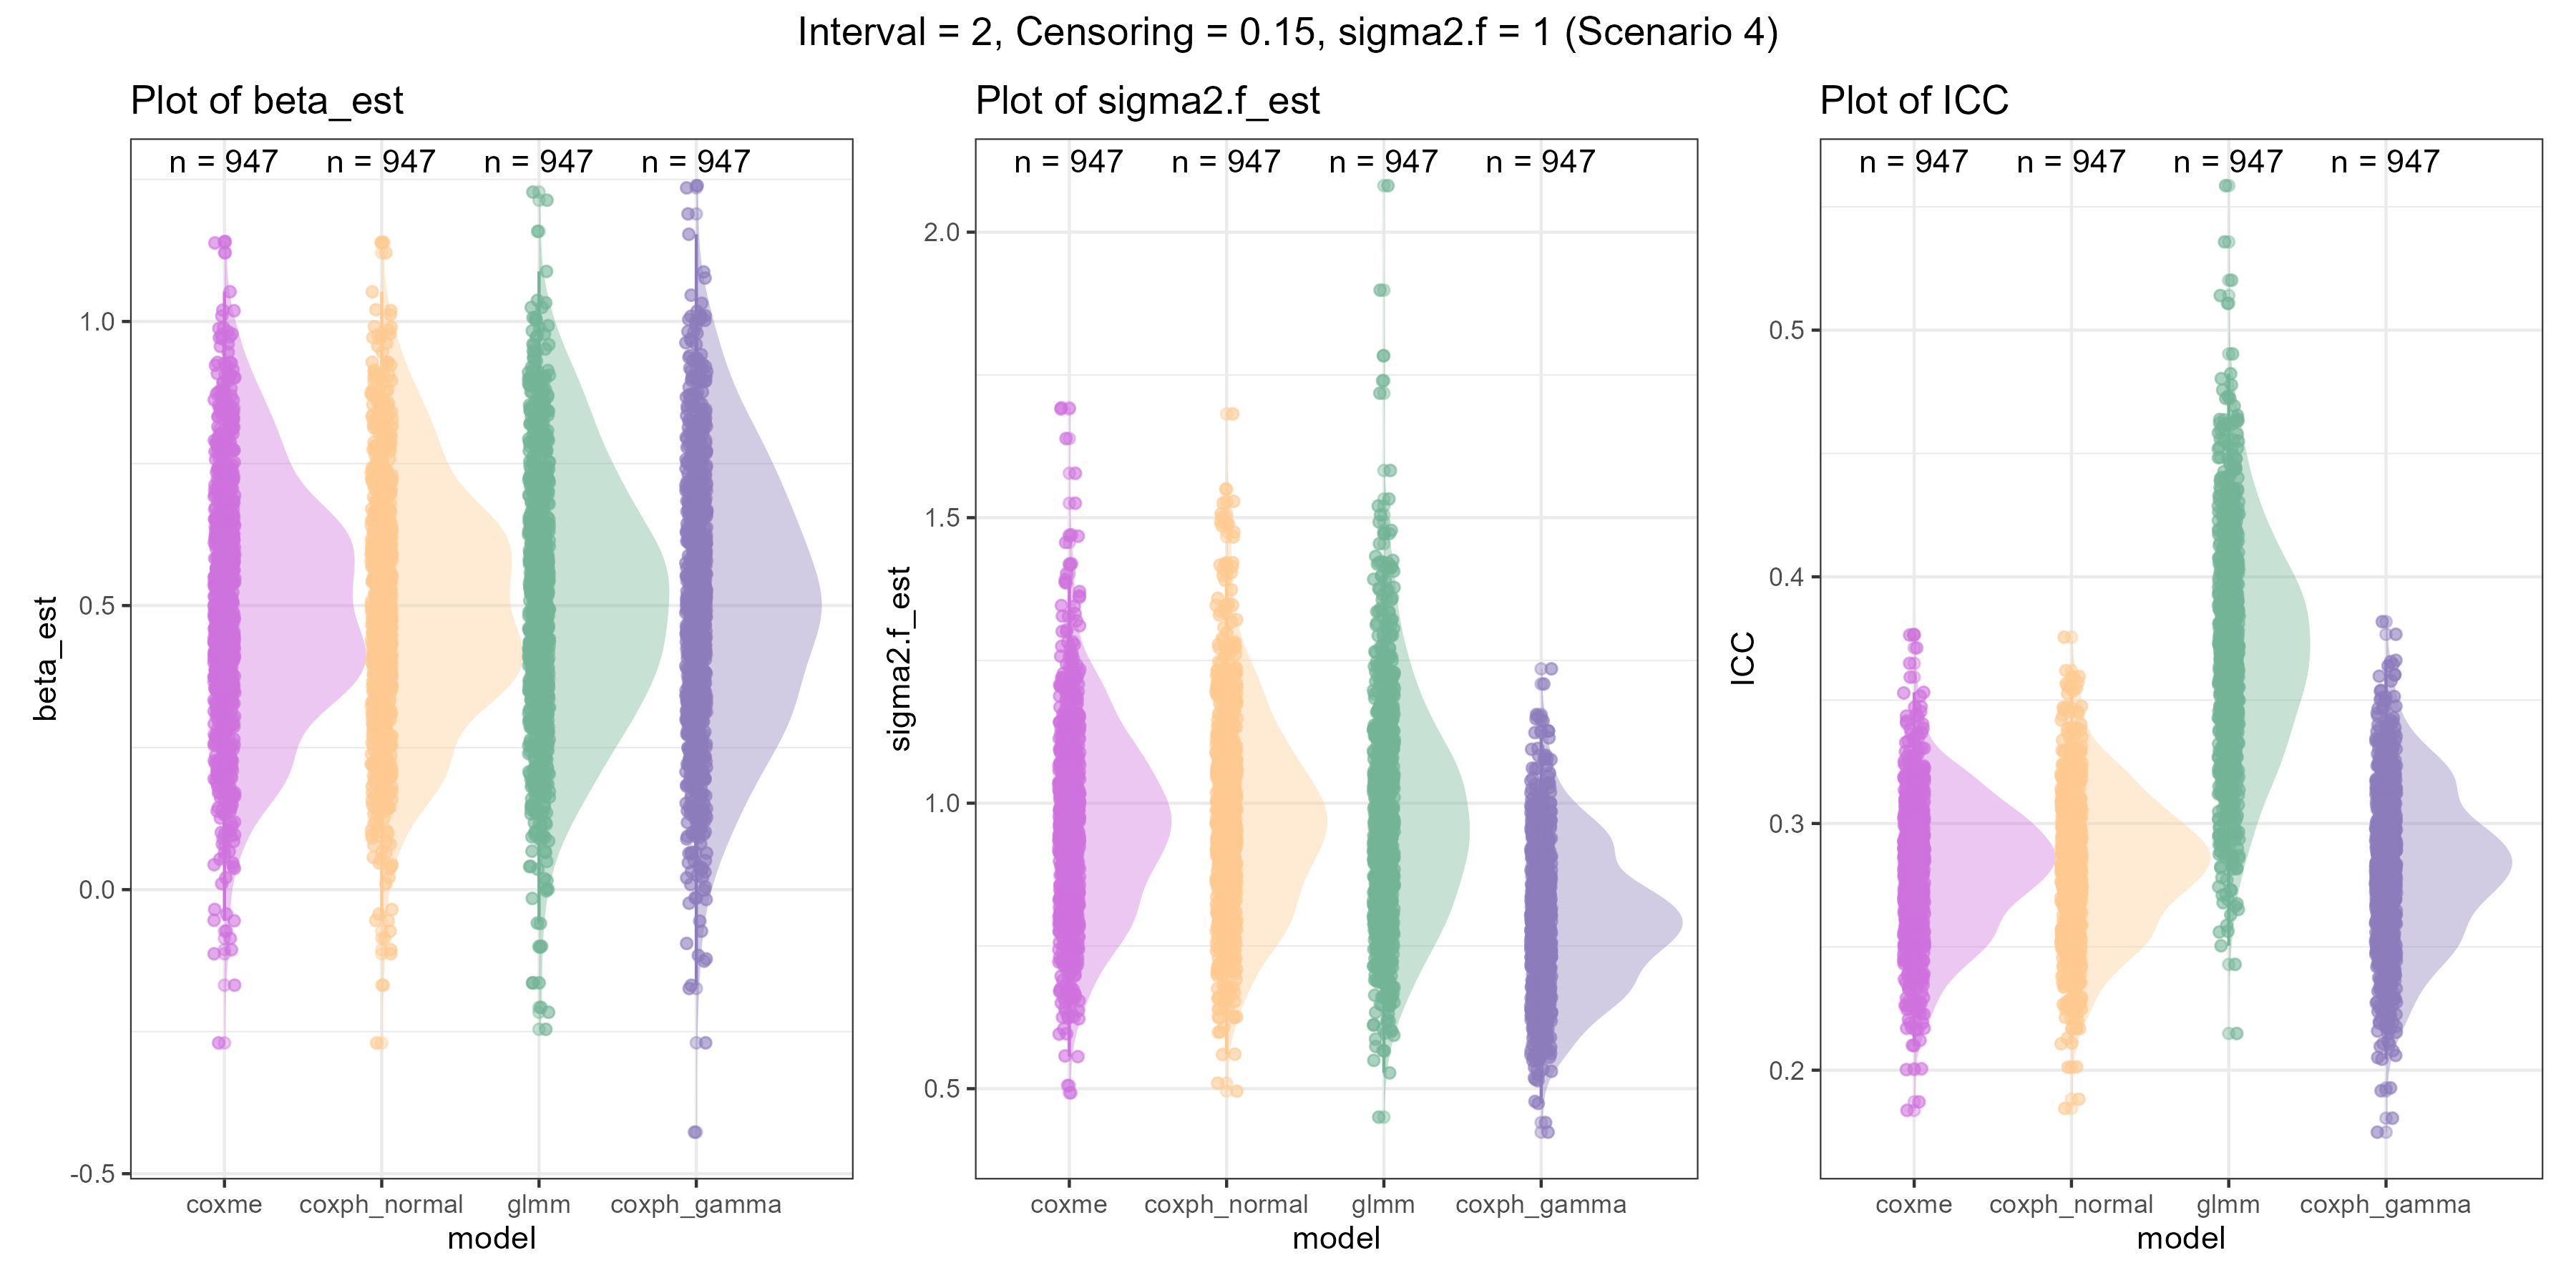 Interval = 2, Censoring = 0.15, sigma2.f = 1 (Scenario 4)
Plot of beta_est
n = 947 n = 947 n = 947 n = 947
1.0
0.5
0.0
-0.5
beta_est
coxme coxph_normal glmm coxph_gamma
model
Plot of sigma2.f_est
n = 947 n = 947 n = 947 n = 947
2.0
1.5
1.0
0.5
sigma2.f_est
coxme coxph_normal glmm coxph_gamma
model
Plot of ICC
n = 947 n = 947 n = 947 n = 947
0.5
0.4
0.3
0.2
ICC
coxme coxph_normal glmm coxph_gamma
model